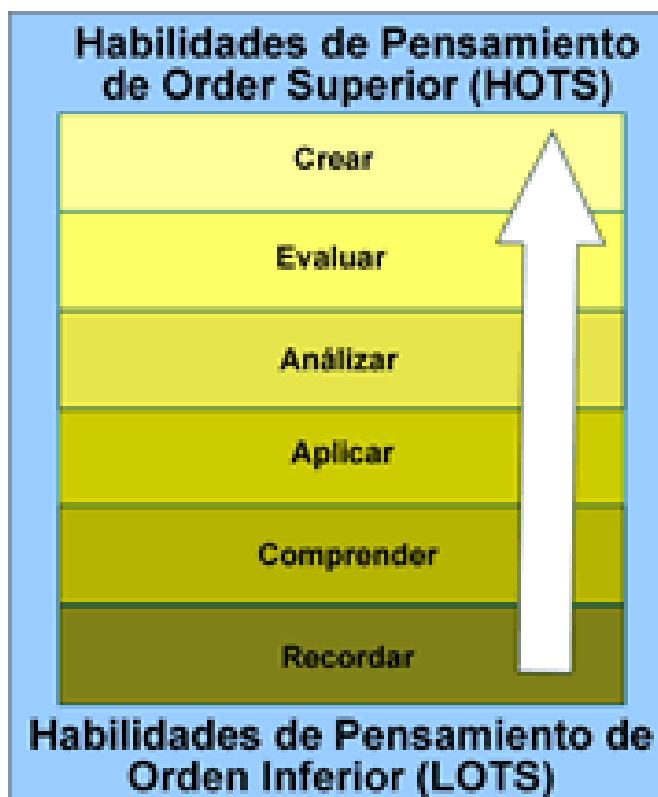 Habilidades de Pensamiento
de Order Superior (HOTS)
Crear
Evaluar
Análizar
Aplicar
Comprender
Recordar
Habilidades de Pensamiento de
Orden Inferior (LOTS)